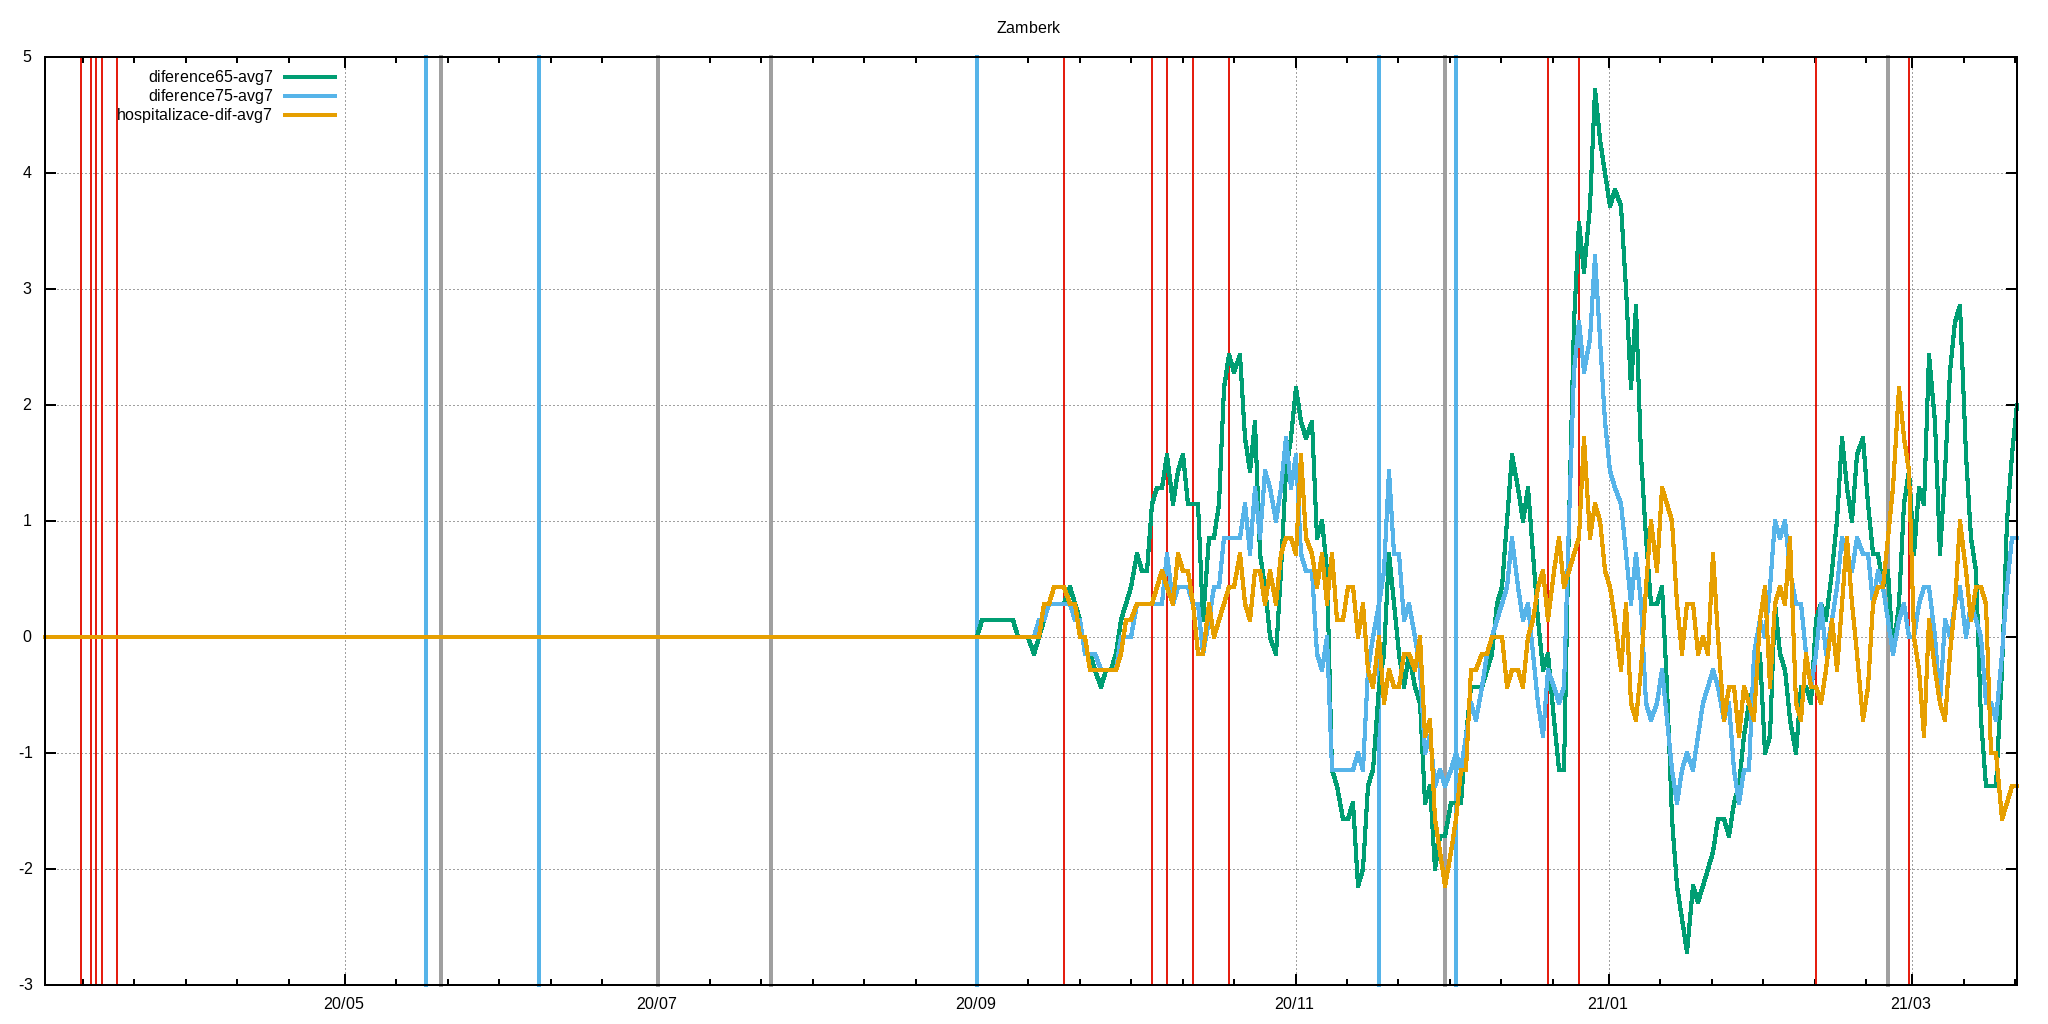 Zamberk
5
diference65-avg7
diference75-avg7
hospitalizace-dif-avg7
4
3
2
1
0
-1
-2
-3
20/05 20/07 20/09 20/11 21/01 21/03